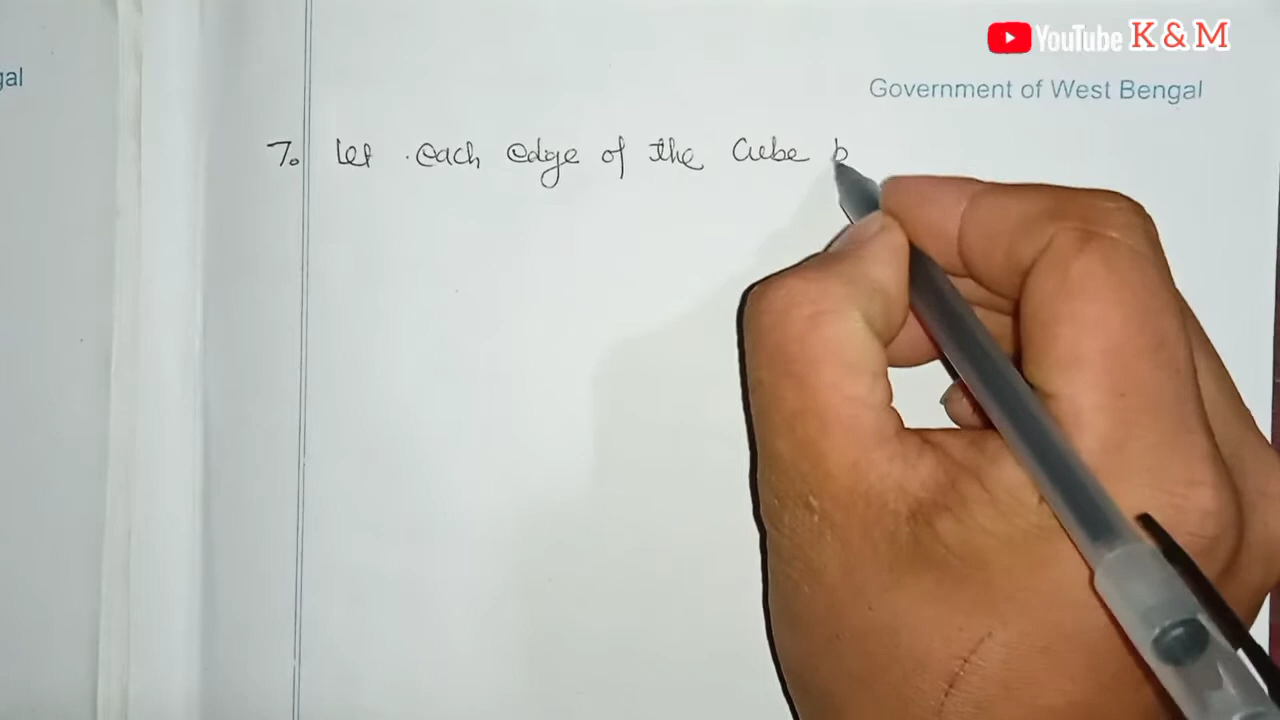 YouTube K & M
gal
Government of West Bengal
7. Let each edge of the cube b